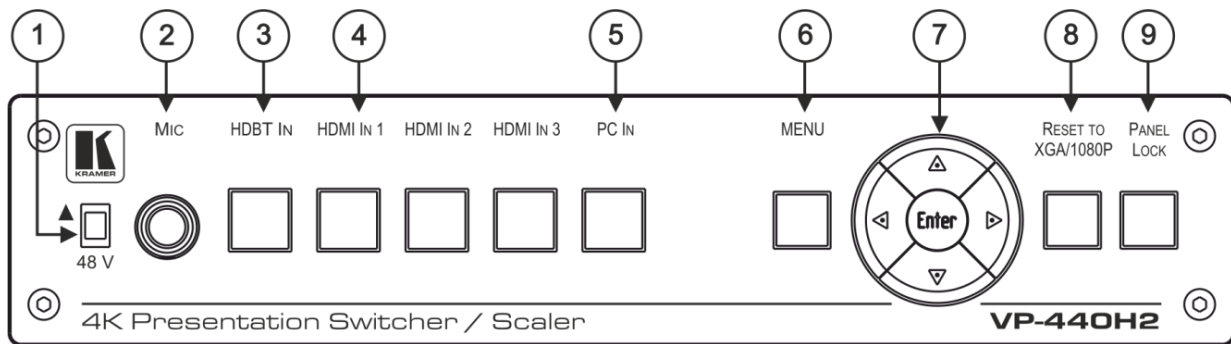 1 2 3 4 5 6 7 8 9
MIC HDBT IN HDMI IN 1 HDMI IN 2 HDMI IN 3 PC IN MENU RESET TO XGA/1080P PANEL LOCK
K
KRAMER
Enter
48 V
4K Presentation Switcher / Scaler VP-440H2